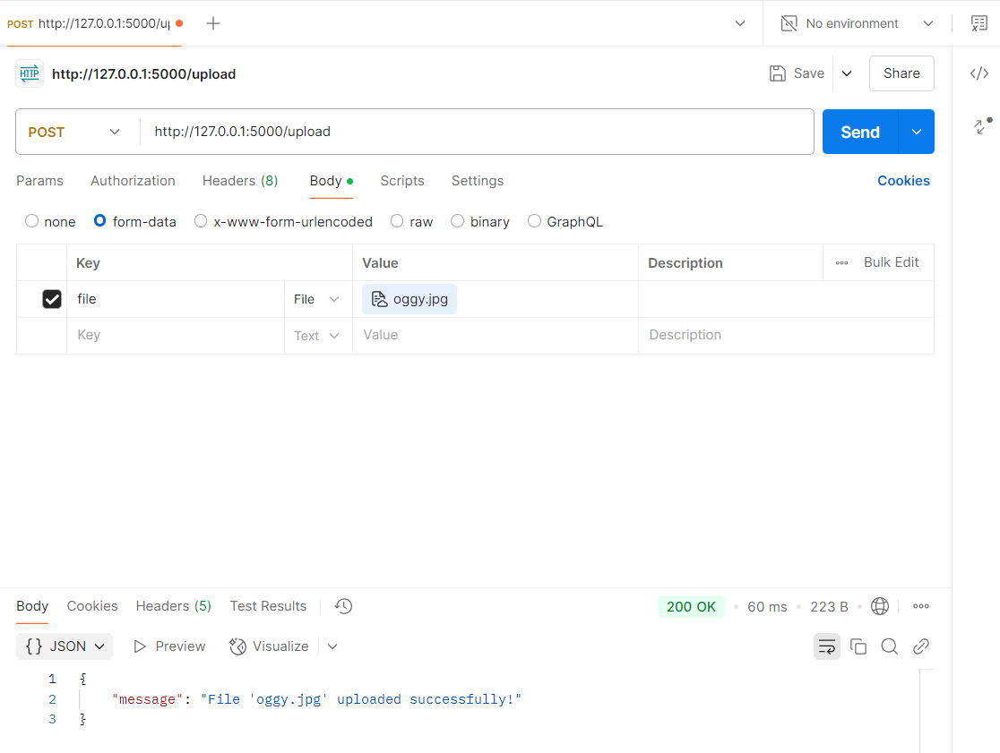 POST http://127.0.0.1:5000/up
No environment
HTTP http://127.0.0.1:5000/upload
Save
Share
POST http://127.0.0.1:5000/upload
Send
Params Authorization Headers (8) Body Scripts Settings Cookies
none form-data x-www-form-urlencoded raw binary GraphQL
Key Value Description Bulk Edit
file File oggy.jpg
Key Text Value Description
Body Cookies Headers (5) Test Results 200 OK 60 ms 223 B
{} JSON Preview Visualize
1 {
2 "message": "File 'oggy.jpg' uploaded successfully!"
3 }